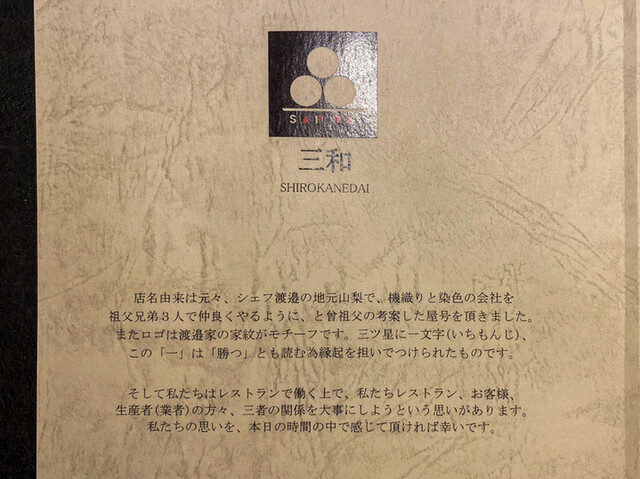 SANWA
三和
SHIROKANEDAI
店名由来は元々、シェフ渡邉の地元山梨で、機織りと染色の会社を
祖父兄弟３人で仲良くやるように、と曾祖父の考案した屋号を頂きました。
またロゴは渡邉家の家紋がモチーフです。三ツ星に一文字(いちもんじ)、
この「一」は「勝つ」とも読む為縁起を担いでつけられたものです。
そして私たちはレストランで働く上で、私たちレストラン、お客様、
生産者(業者)の方々、三者の関係を大事にしようという思いがあります。
私たちの思いを、本日の時間の中で感じて頂ければ幸いです。